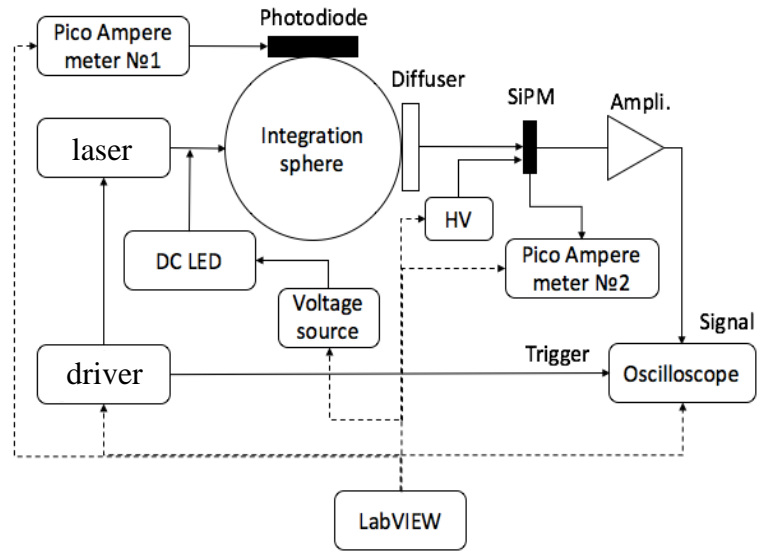 Photodiode
Pico Ampere
meter №1
Diffuser
SiPM
Ampli.
laser
Integration
sphere
HV
DC LED
Pico Ampere
meter №2
Voltage
source
Signal
Trigger
driver
Oscilloscope
LabVIEW